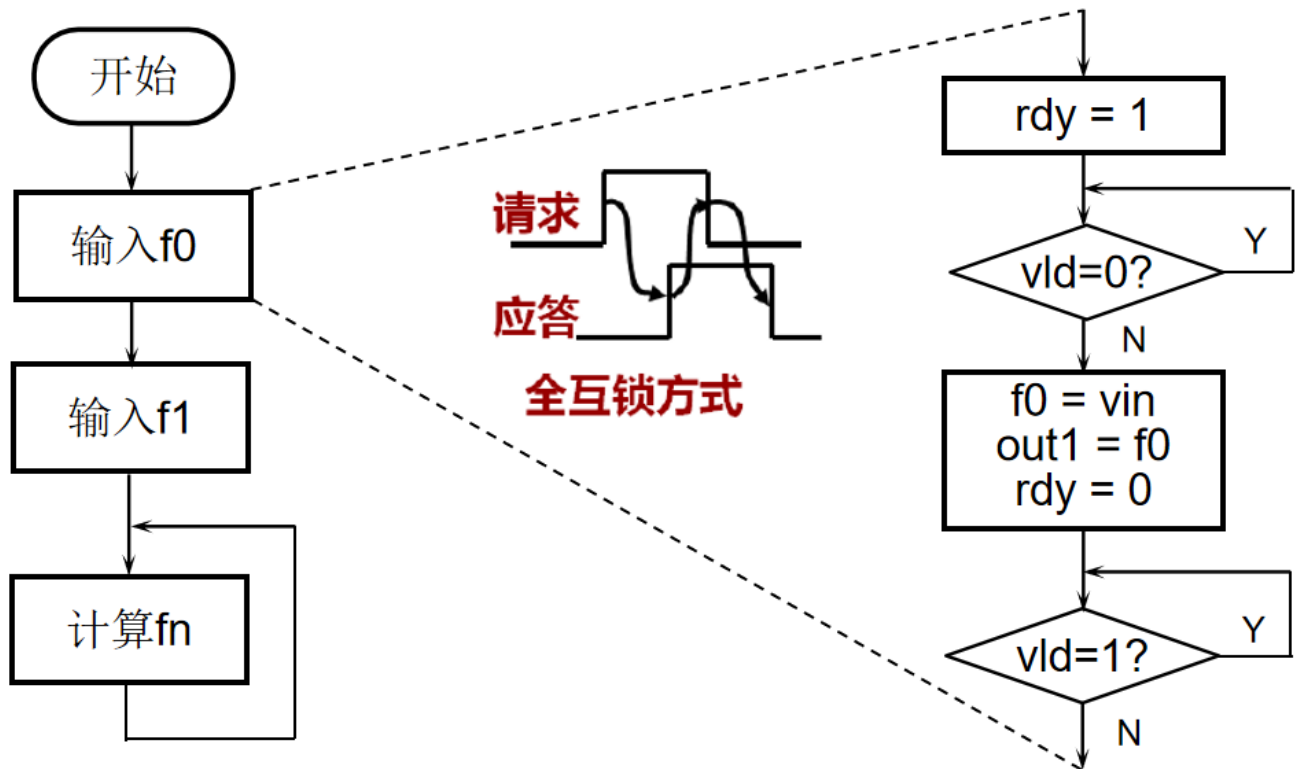 开始
输入f0
输入f1
计算fn
请求
应答
全互锁方式
rdy = 1
vld=0?
Y
N
f0 = vin
out1 = f0
rdy = 0
vld=1?
Y
N